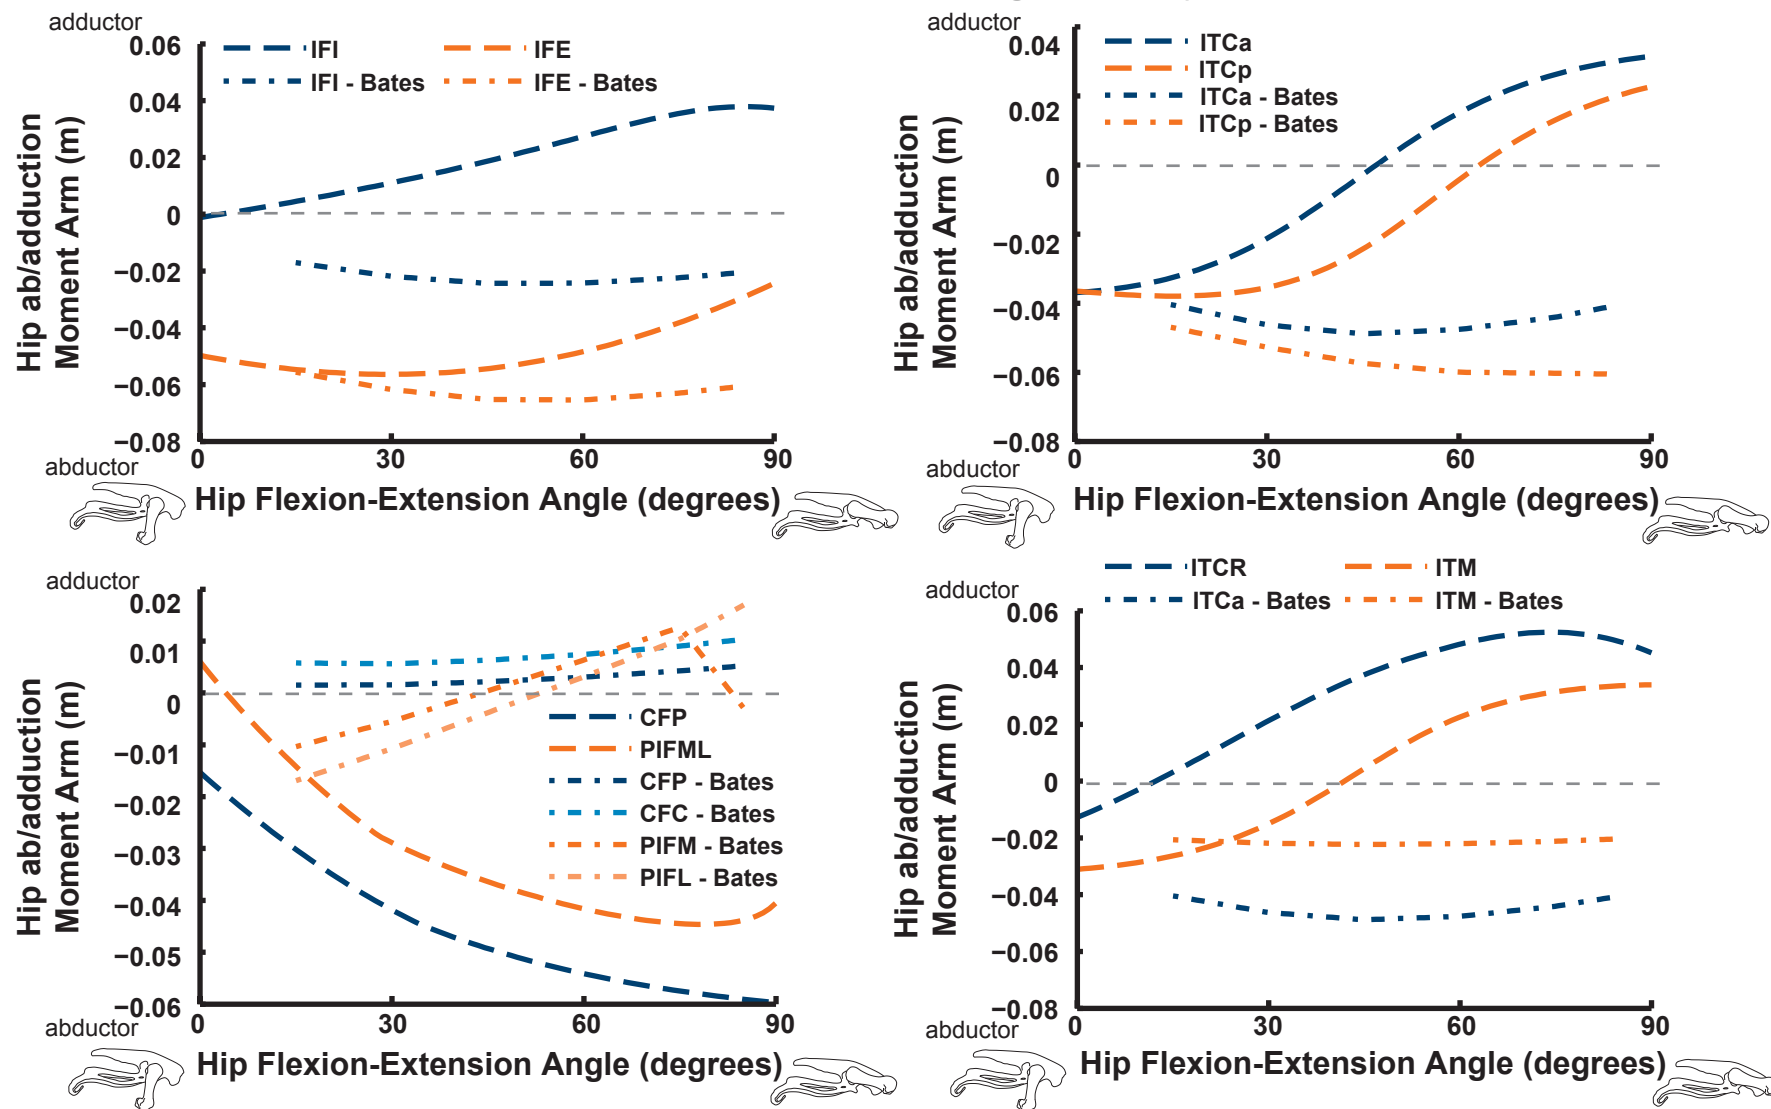 adductor
0.06
0.04
0.02
0
−0.02
−0.04
−0.06
−0.08
abductor
IFI
IFE
IFI - Bates
IFE - Bates
Hip ab/adduction
Moment Arm (m)
0 30 60 90
Hip Flexion-Extension Angle (degrees)
adductor
0.04
0.02
0
−0.02
−0.04
−0.06
−0.08
abductor
ITCa
ITCp
ITCa - Bates
ITCp - Bates
Hip ab/adduction
Moment Arm (m)
0 30 60 90
Hip Flexion-Extension Angle (degrees)
adductor
0.02
0.01
0
−0.01
−0.02
−0.03
−0.04
−0.05
−0.06
abductor
CFP
PIFML
CFP - Bates
CFC - Bates
PIFM - Bates
PIFL - Bates
Hip ab/adduction
Moment Arm (m)
0 30 60 90
Hip Flexion-Extension Angle (degrees)
ITCR
ITM
ITCa - Bates
ITM - Bates
adductor
0.06
0.04
0.02
0
−0.02
−0.04
−0.06
−0.08
abductor
Hip ab/adduction
Moment Arm (m)
0 30 60 90
Hip Flexion-Extension Angle (degrees)